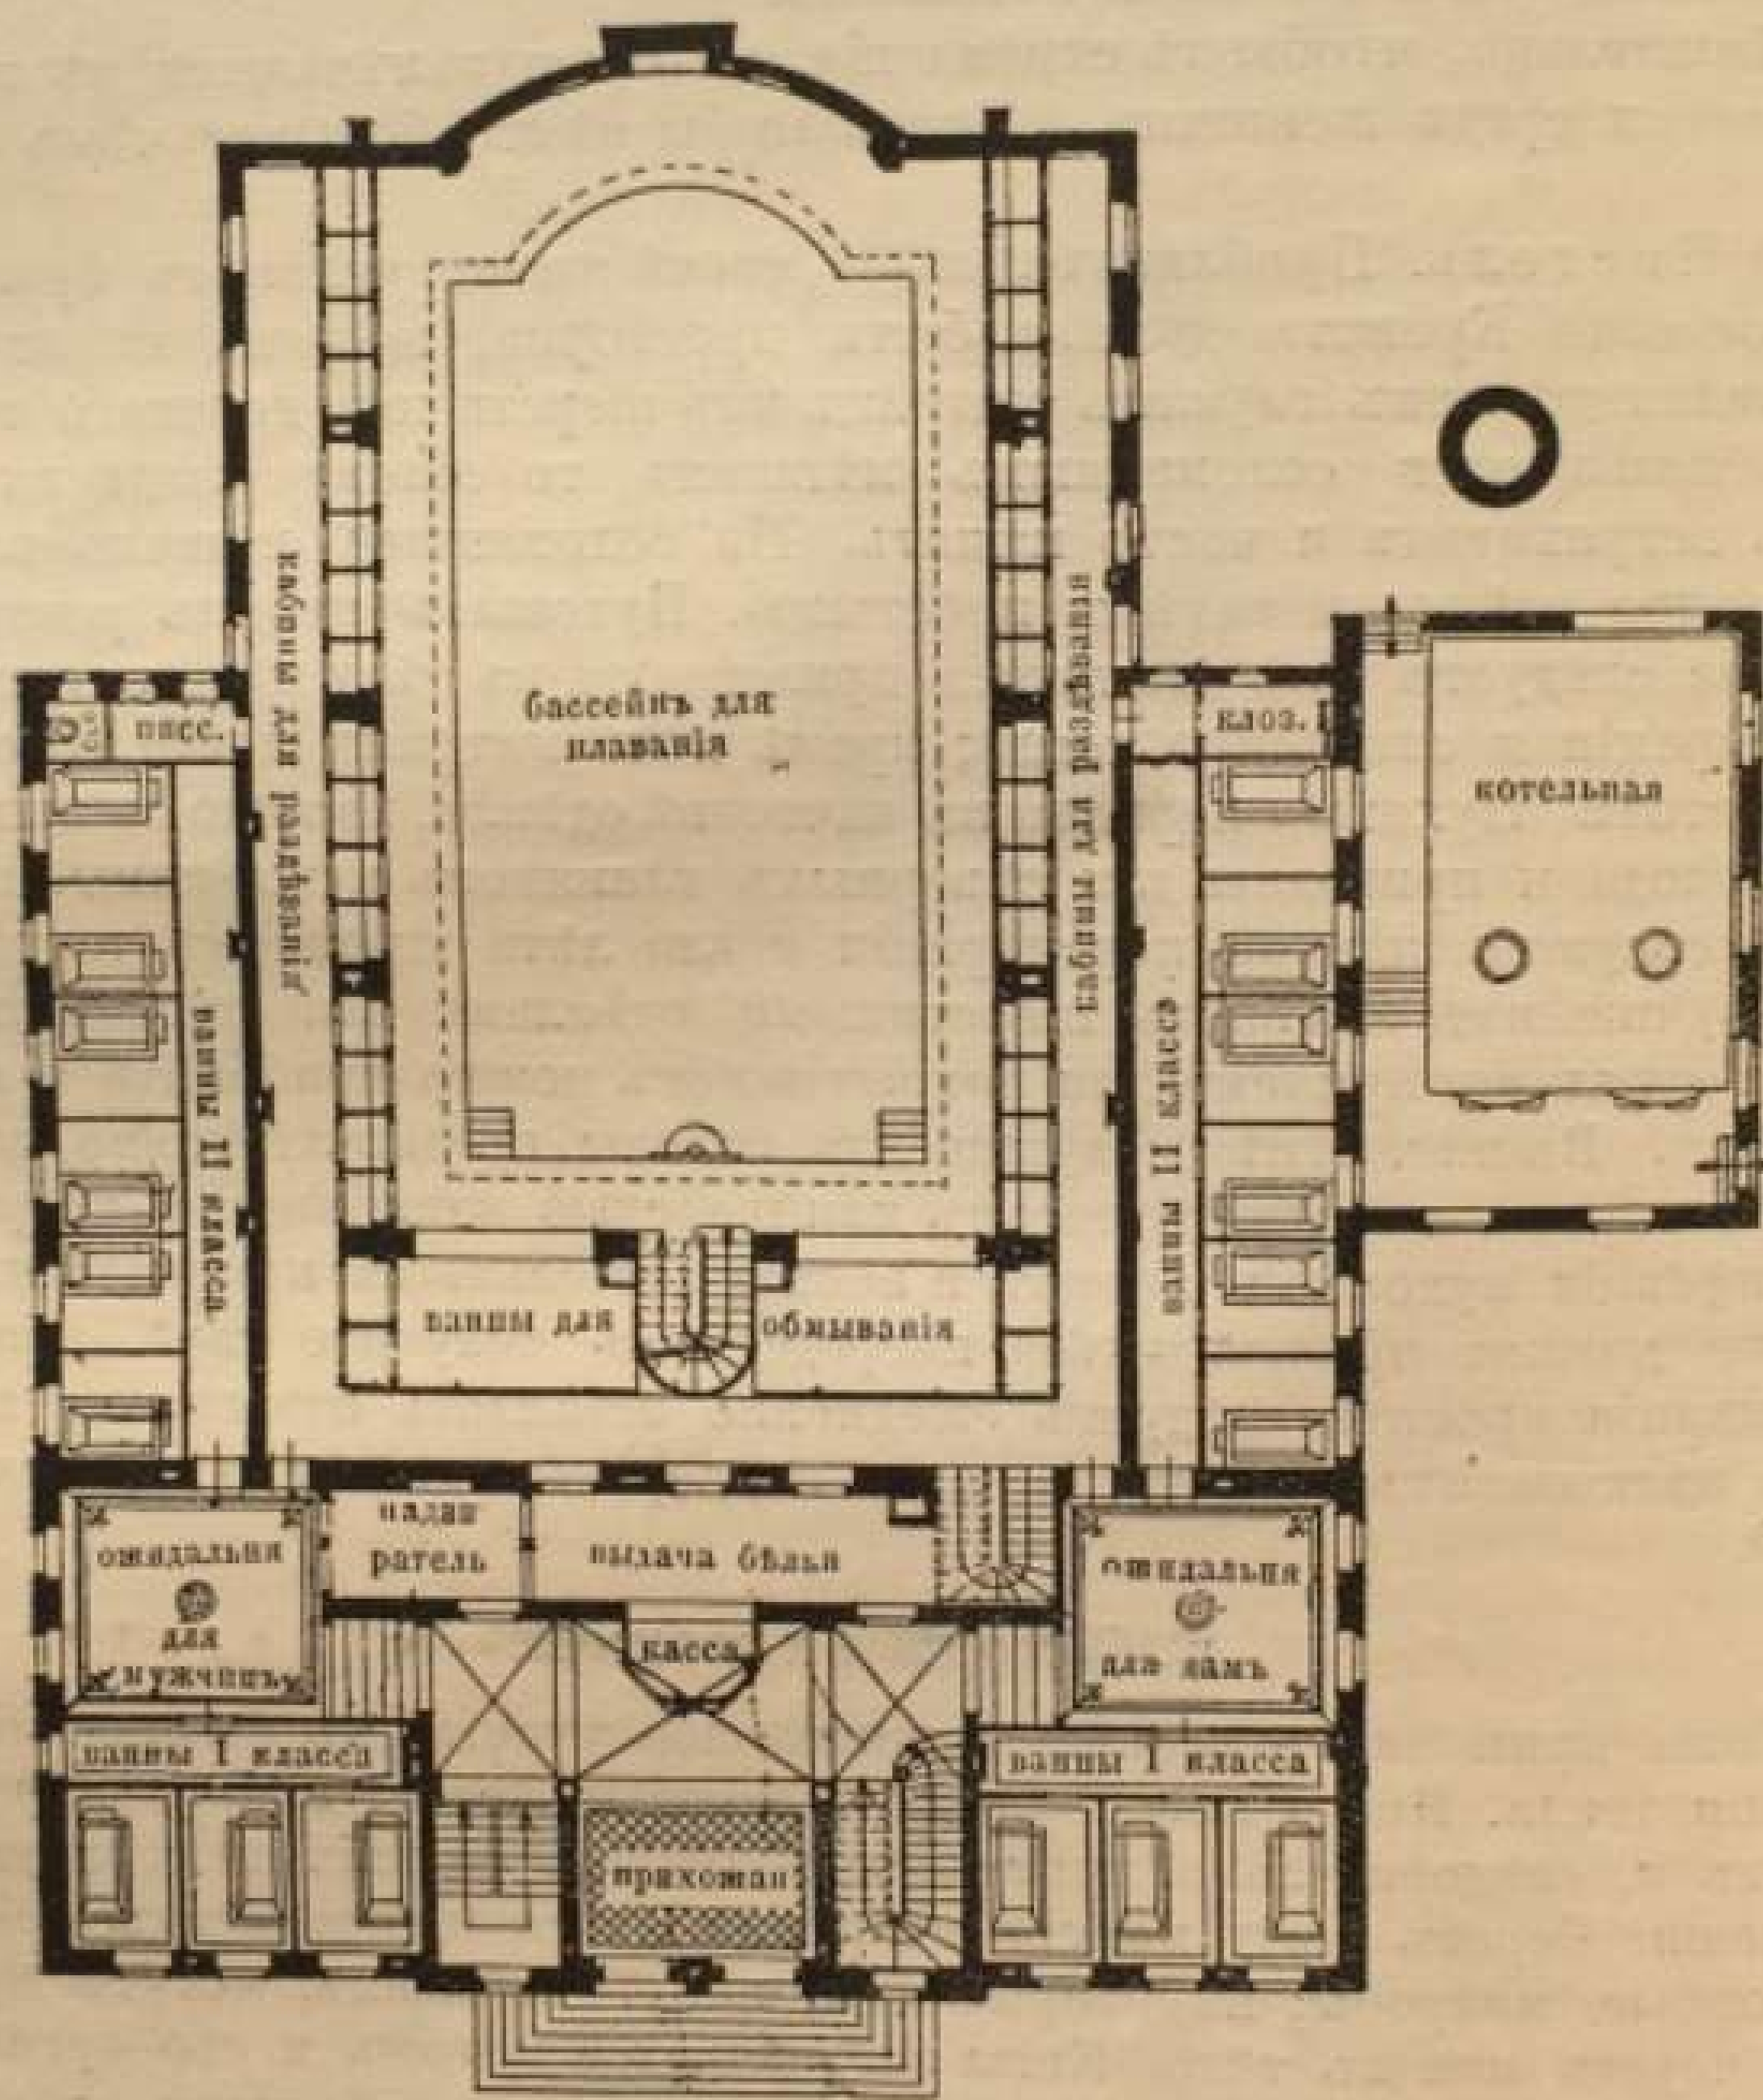 бассейнъ для
плаванія
кабины для раздѣванія
кабины для раздѣванія
писс.
клоз.
котельная
ванны II класса
ванны II класса
ванны для обмыванія
надзи
ратель
выдача бѣлья
ожидальня
для
мужчинъ
ожидальня
для дамъ
касса
ванны I класса
ванны I класса
прихожая